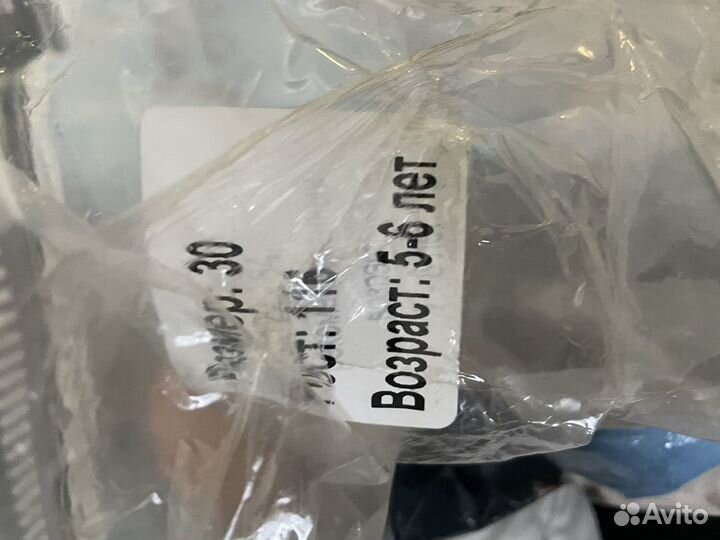 Размер: 30
Рост: 116
Возраст: 5-6 лет
Avito